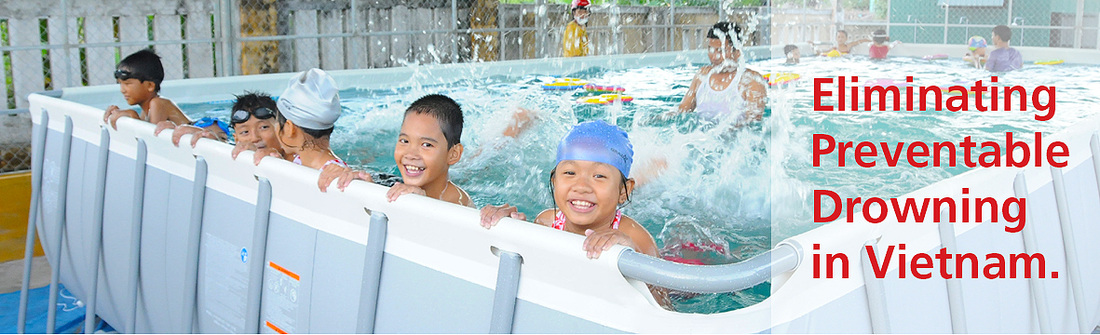 Eliminating
Preventable
Drowning
in Vietnam.